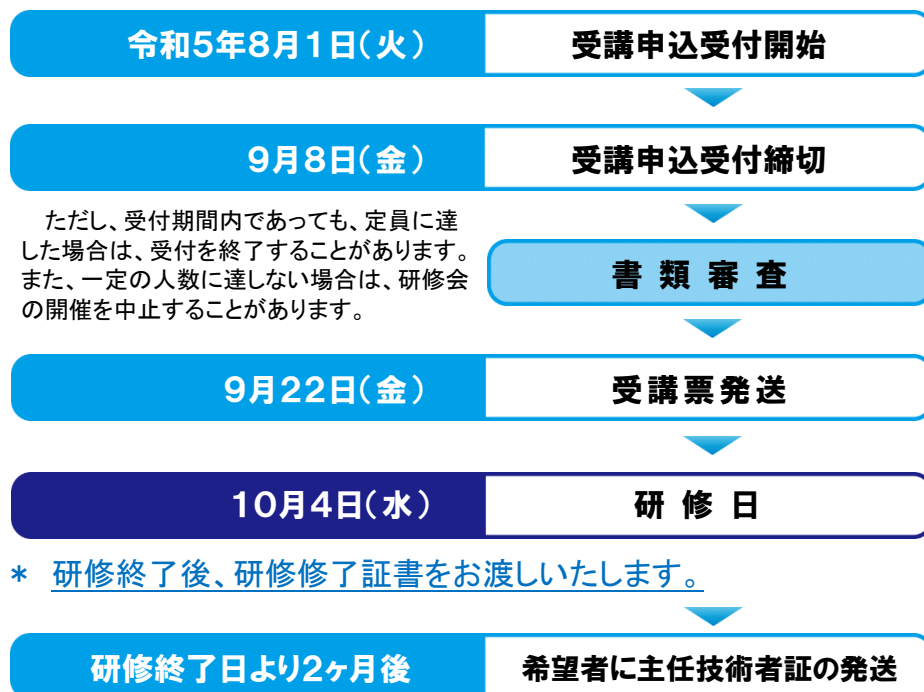 令和5年8月1日（火） 受講申込受付開始
9月8日（金） 受講申込受付締切
ただし、受付期間内であっても、定員に達
した場合は、受付を終了することがあります。
また、一定の人数に達しない場合は、研修会
の開催を中止することがあります。
書類審査
9月22日（金） 受講票発送
10月4日（水） 研修日
＊ 研修終了後、研修修了証書をお渡しいたします。
研修終了日より2ヶ月後 希望者に主任技術者証の発送